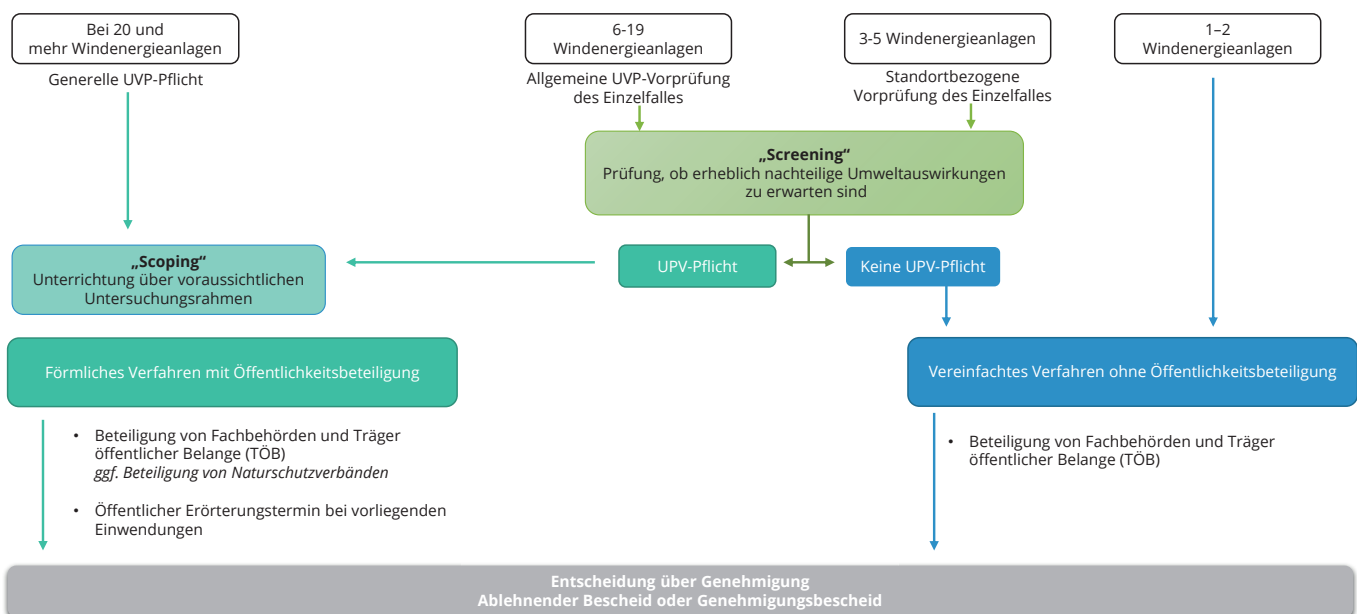 Bei 20 und
mehr Windenergieanlagen
Generelle UVP-Pflicht
6-19
Windenergieanlagen
Allgemeine UVP-Vorprüfung
des Einzelfalles
3-5 Windenergieanlagen
Standortbezogene
Vorprüfung des Einzelfalles
1–2
Windenergieanlagen
„Screening“
Prüfung, ob erheblich nachteilige Umweltauswirkungen
zu erwarten sind
„Scoping“
Unterrichtung über voraussichtlichen
Untersuchungsrahmen
UPV-Pflicht
Keine UPV-Pflicht
Förmliches Verfahren mit Öffentlichkeitsbeteiligung
Vereinfachtes Verfahren ohne Öffentlichkeitsbeteiligung
• Beteiligung von Fachbehörden und Träger
öffentlicher Belange (TÖB)
ggf. Beteiligung von Naturschutzverbänden
• Öffentlicher Erörterungstermin bei vorliegenden
Einwendungen
• Beteiligung von Fachbehörden und Träger
öffentlicher Belange (TÖB)
Entscheidung über Genehmigung
Ablehnender Bescheid oder Genehmigungsbescheid